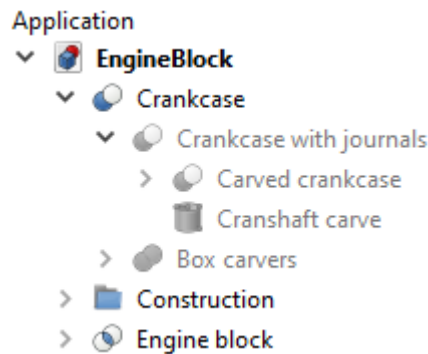 Application
EngineBlock
Crankcase
Crankcase with journals
Carved crankcase
Cranshaft carve
Box carvers
Construction
Engine block